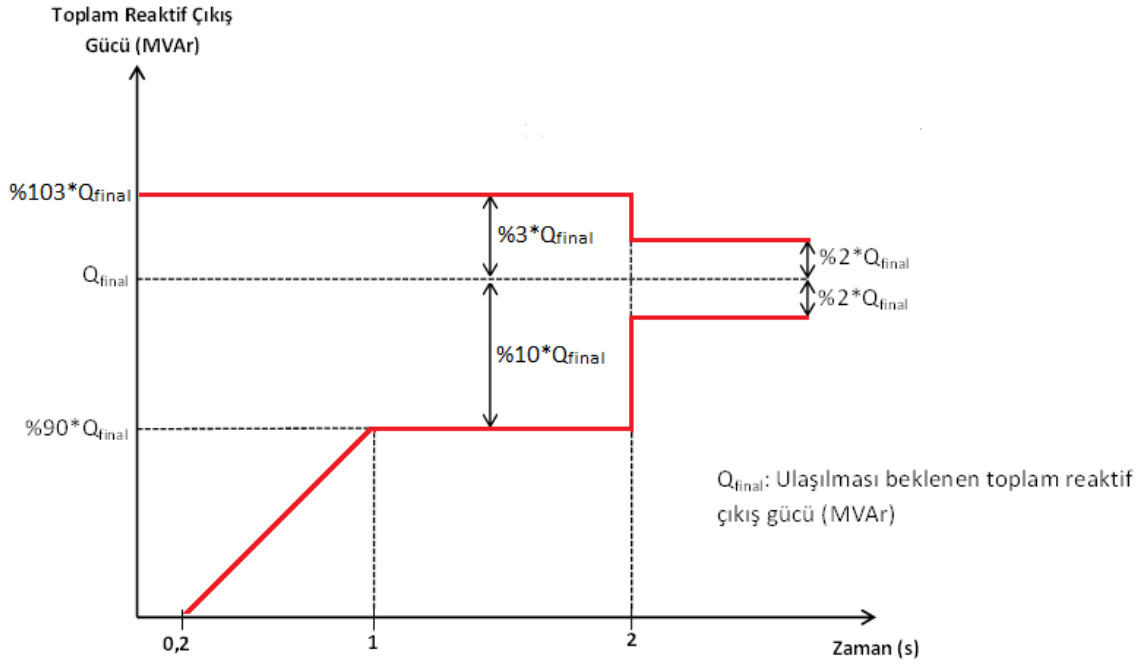 Toplam Reaktif Çıkış
Gücü (MVAr)
%103*Qfinal
%3*Qfinal
%2*Qfinal
Qfinal
%2*Qfinal
%10*Qfinal
%90*Qfinal
Qfinal: Ulaşılması beklenen toplam reaktif
çıkış gücü (MVAr)
0,2
1
2
Zaman (s)